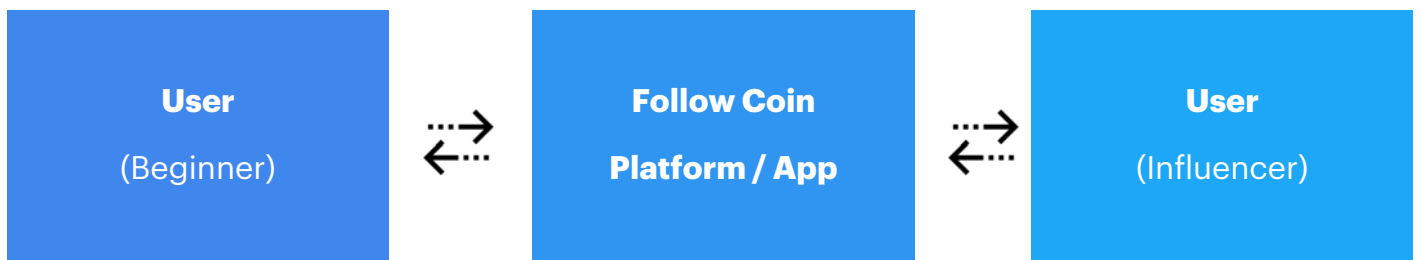 User
(Beginner)
Follow Coin
Platform / App
User
(Influencer)